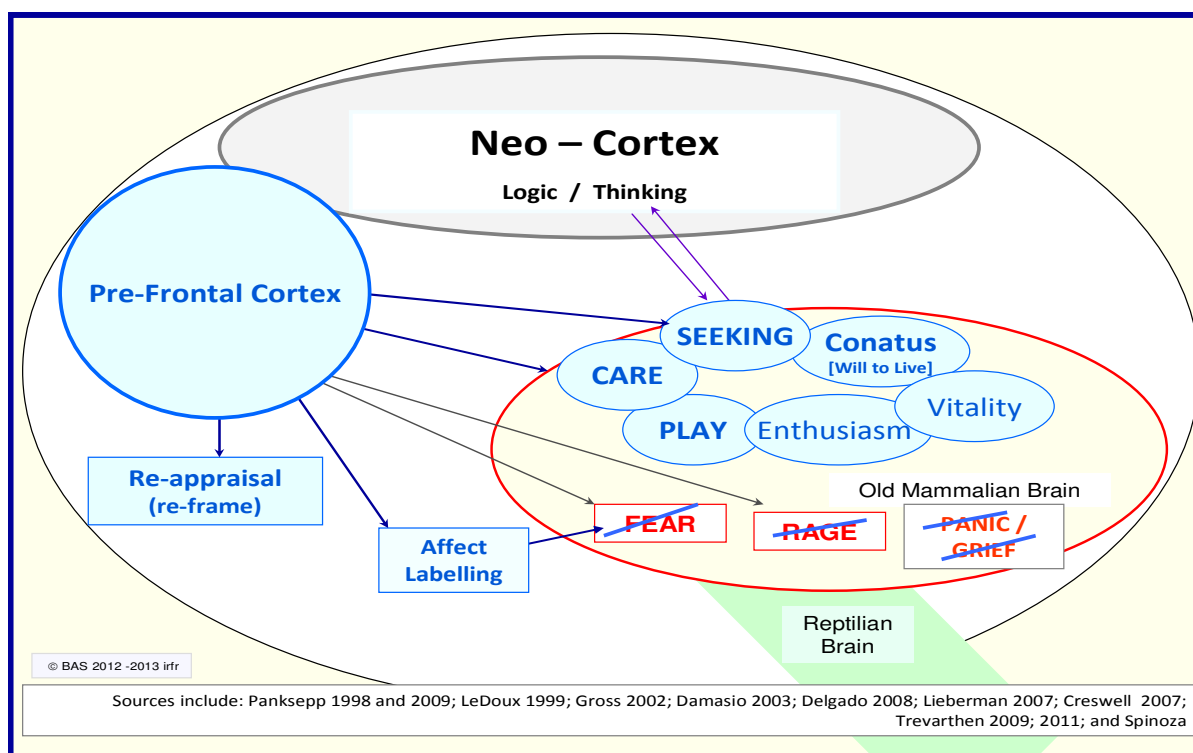 Neo – Cortex
Logic / Thinking
Pre-Frontal Cortex
SEEKING
Conatus
[Will to Live]
CARE
Vitality
PLAY
Enthusiasm
Re-appraisal
(re-frame)
Old Mammalian Brain
FEAR
RAGE
PANIC /
GRIEF
Affect
Labelling
Reptilian
Brain
© BAS 2012 -2013 irfr
Sources include: Panksepp 1998 and 2009; LeDoux 1999; Gross 2002; Damasio 2003; Delgado 2008; Lieberman 2007; Creswell 2007;
Trevarthen 2009; 2011; and Spinoza